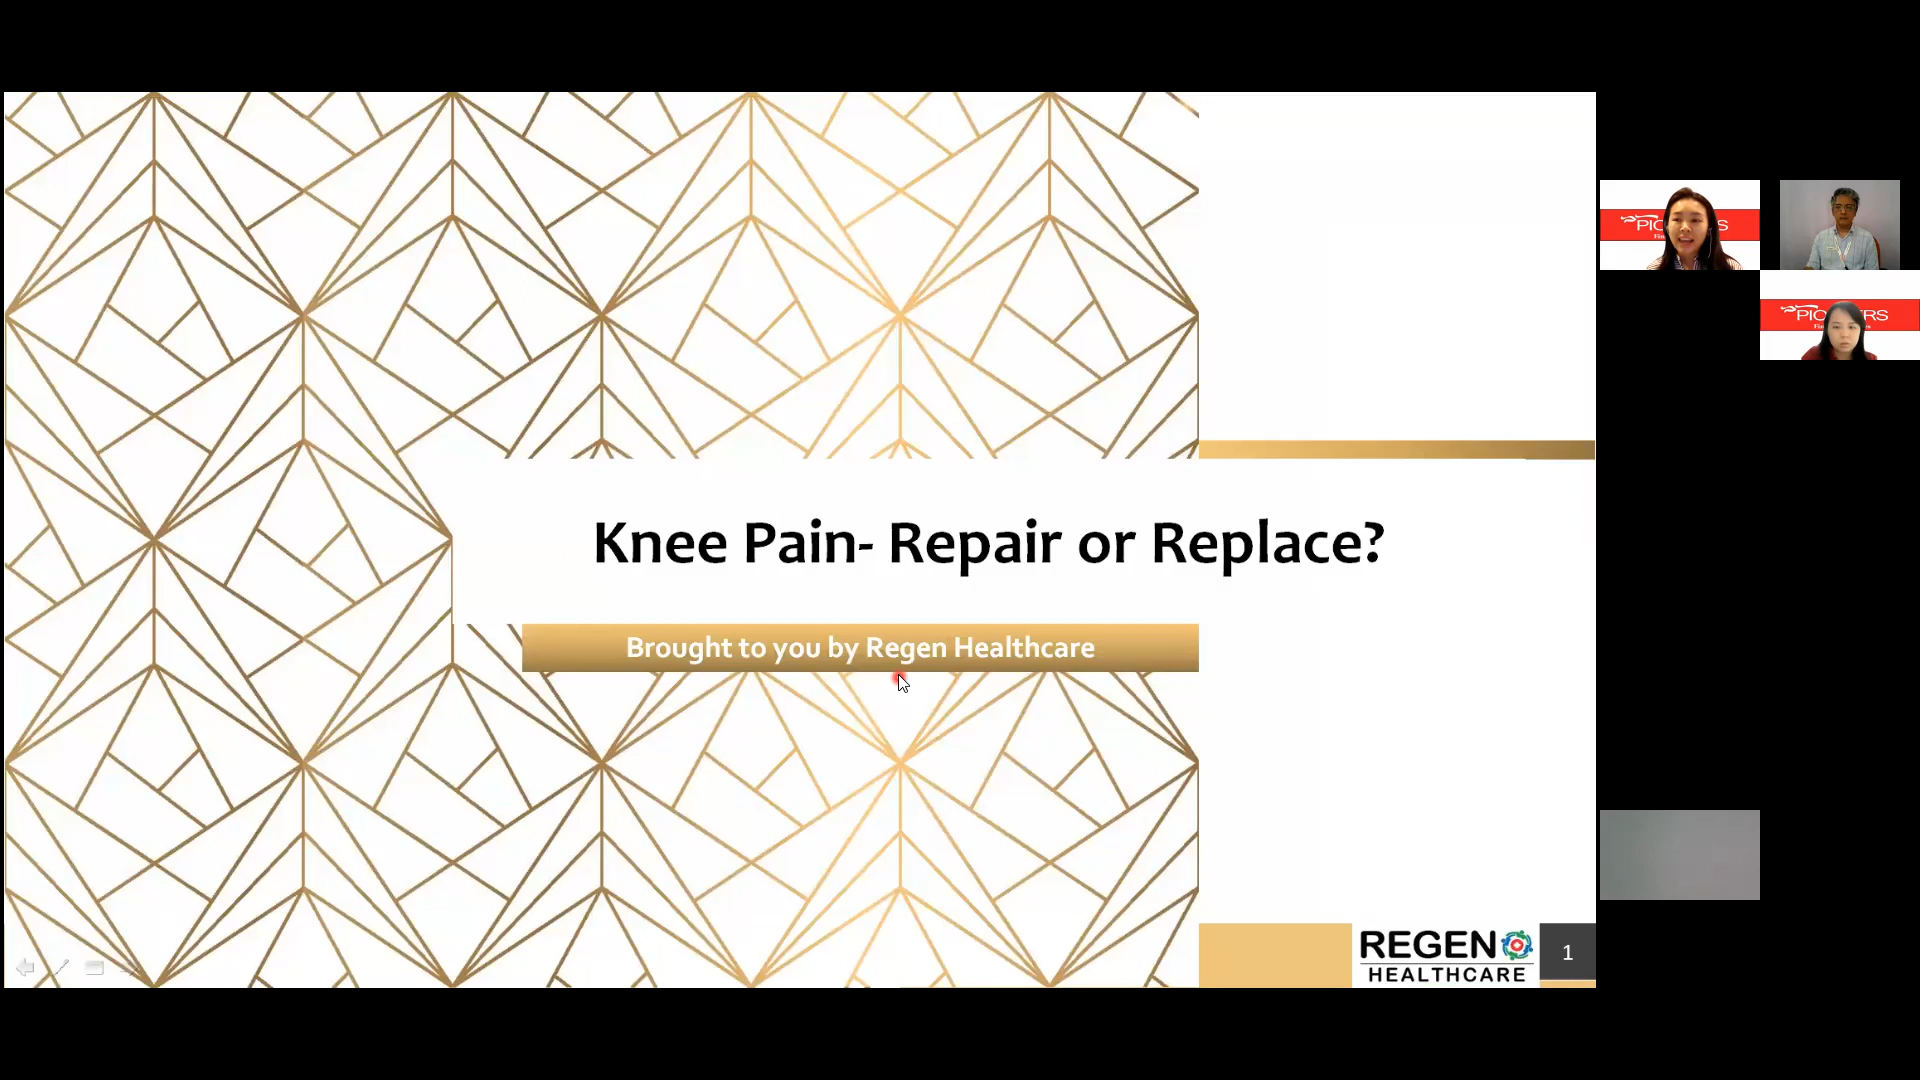 Knee Pain- Repair or Replace?
Brought to you by Regen Healthcare
REGEN
HEALTHCARE
1